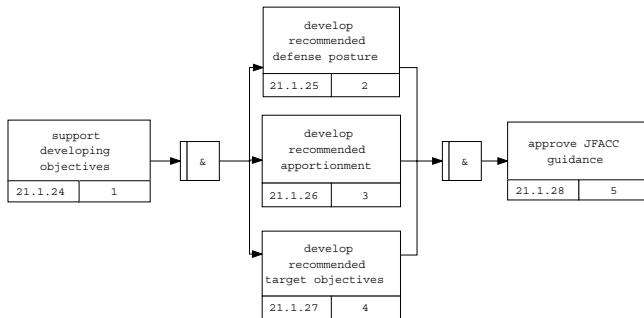 develop
recommended
defense posture
21.1.25 2
support
developing
objectives
21.1.24 1
&
develop
recommended
apportionment
21.1.26 3
&
approve JFACC
guidance
21.1.28 5
develop
recommended
target objectives
21.1.27 4